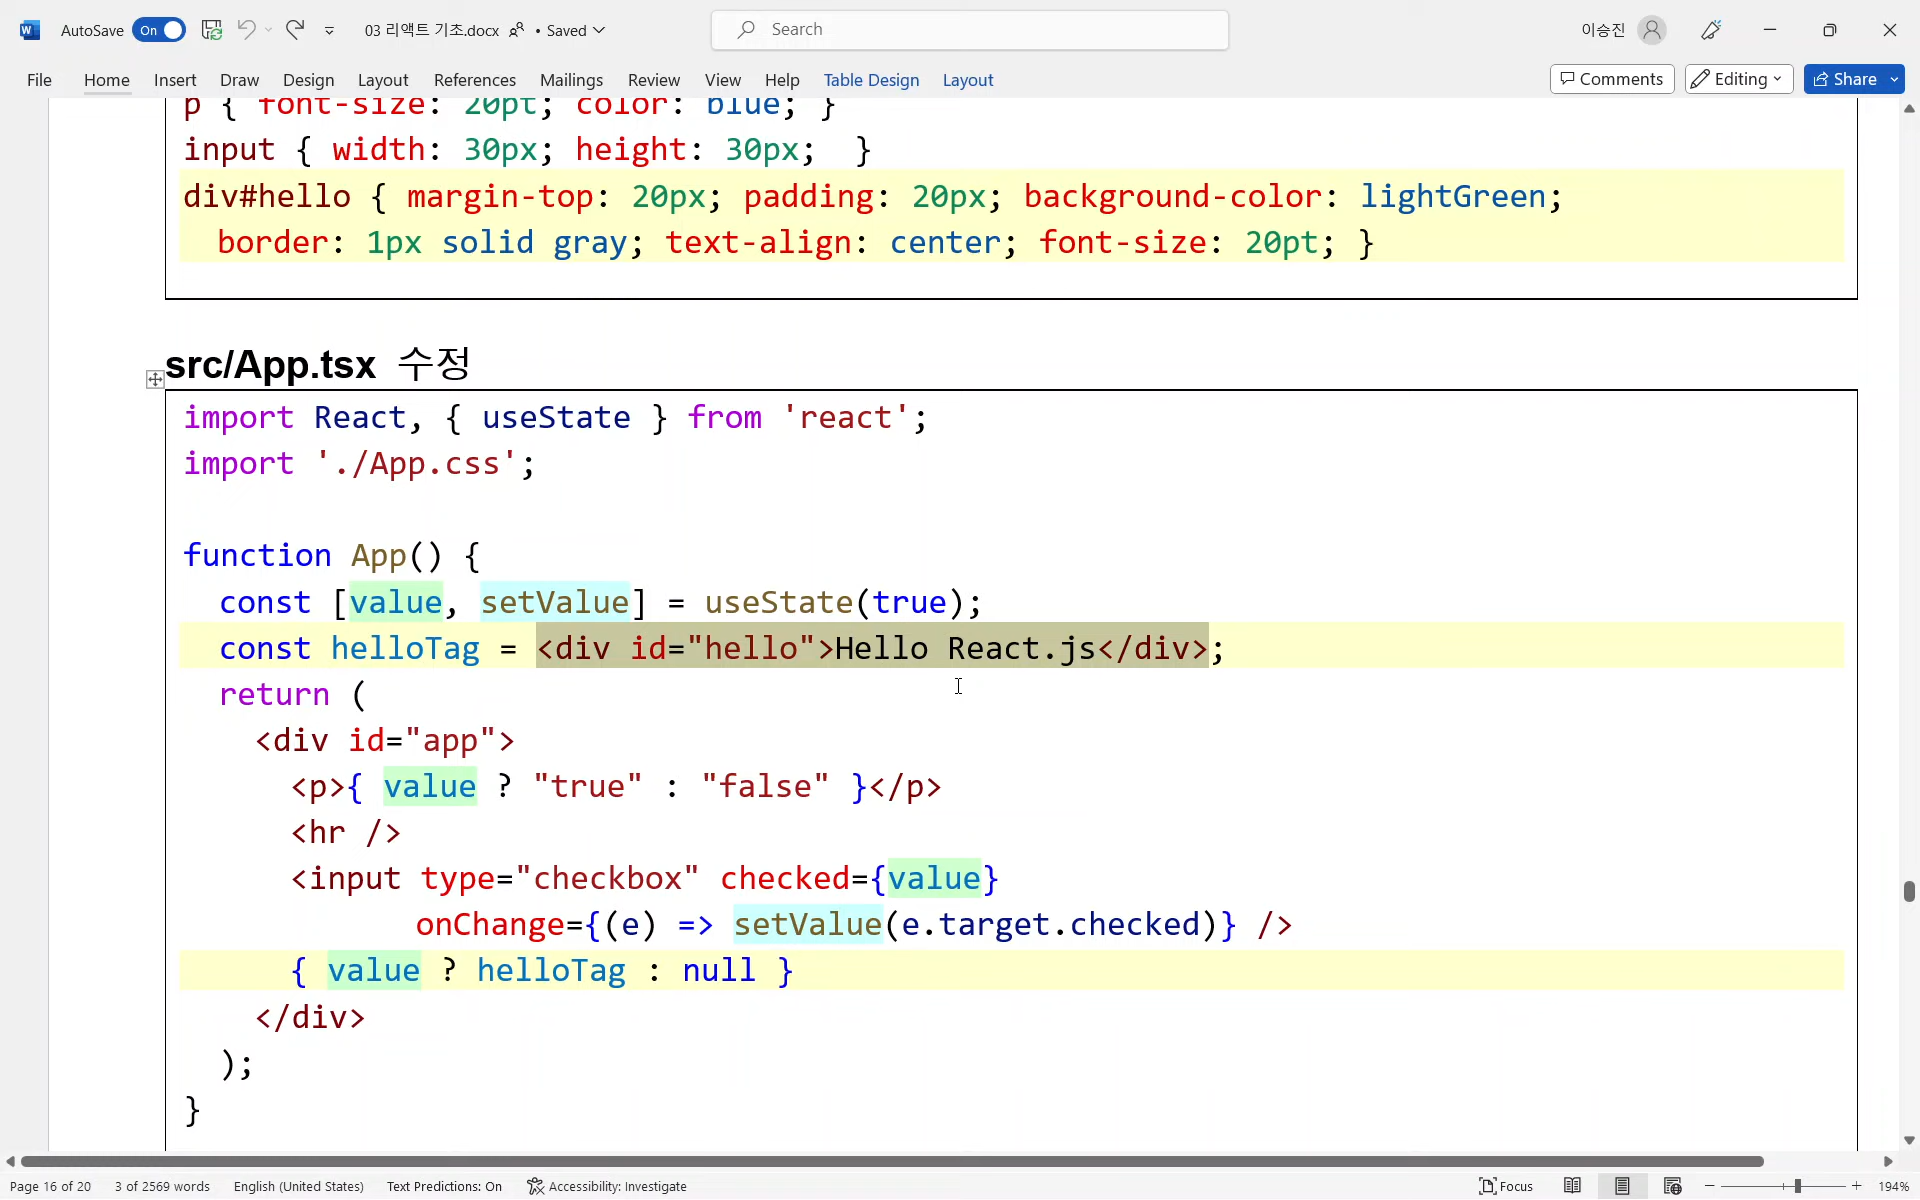 AutoSave On 03 리액트 기초.docx • Saved Search 이승진
File Home Insert Draw Design Layout References Mailings Review View Help Table Design Layout Comments Editing Share
p { font-size: 20pt; color: blue; }
input { width: 30px; height: 30px;  }
div#hello { margin-top: 20px; padding: 20px; background-color: lightGreen;
  border: 1px solid gray; text-align: center; font-size: 20pt; }
src/App.tsx 수정
import React, { useState } from 'react';
import './App.css';
function App() {
  const [value, setValue] = useState(true);
  const helloTag = <div id="hello">Hello React.js</div>;
  return (
    <div id="app">
      <p>{ value ? "true" : "false" }</p>
      <hr />
      <input type="checkbox" checked={value}
             onChange={(e) => setValue(e.target.checked)} />
      { value ? helloTag : null }
    </div>
  );
}
Page 16 of 20 3 of 2569 words English (United States) Text Predictions: On Accessibility: Investigate Focus 194%